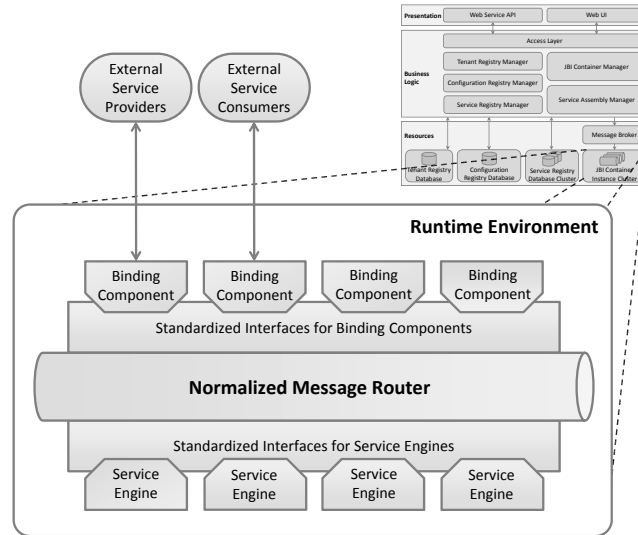 Presentation
Web Service API
Web UI
Access Layer
Business
Logic
Tenant Registry Manager
Configuration Registry Manager
Service Registry Manager
JBI Container Manager
Service Assembly Manager
Resources
Message Broker
Tenant Registry
Database
Configuration
Registry Database
Service Registry
Database Cluster
JBI Container
Instance Cluster
External
Service
Providers
External
Service
Consumers
Runtime Environment
Binding
Component
Binding
Component
Binding
Component
Binding
Component
Standardized Interfaces for Binding Components
Normalized Message Router
Standardized Interfaces for Service Engines
Service
Engine
Service
Engine
Service
Engine
Service
Engine